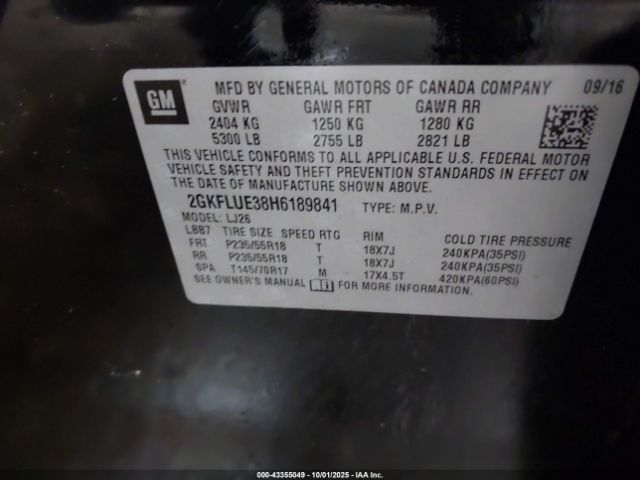 GM
MFD BY GENERAL MOTORS OF CANADA COMPANY 09/16
GVWR GAWR FRT GAWR RR
2404 KG 1250 KG 1280 KG
5300 LB 2755 LB 2821 LB
THIS VEHICLE CONFORMS TO ALL APPLICABLE U.S. FEDERAL MOTOR
VEHICLE SAFETY AND THEFT PREVENTION STANDARDS IN EFFECT
ON THE DATE OF MANUFACTURE SHOWN ABOVE.
2GKFLUE38H6189841 TYPE: M.P.V.
MODEL: LJ26
LBB7 TIRE SIZE SPEED RTG RIM COLD TIRE PRESSURE
FRT P235/55R18 T 18X7J 240KPA(35PSI)
RR P235/55R18 T 18X7J 240KPA(35PSI)
SPA T145/70R17 M 17X4.5T 420KPA(60PSI)
SEE OWNER'S MANUAL FOR MORE INFORMATION.
000-43355049 - 10/01/2025 - IAA Inc.